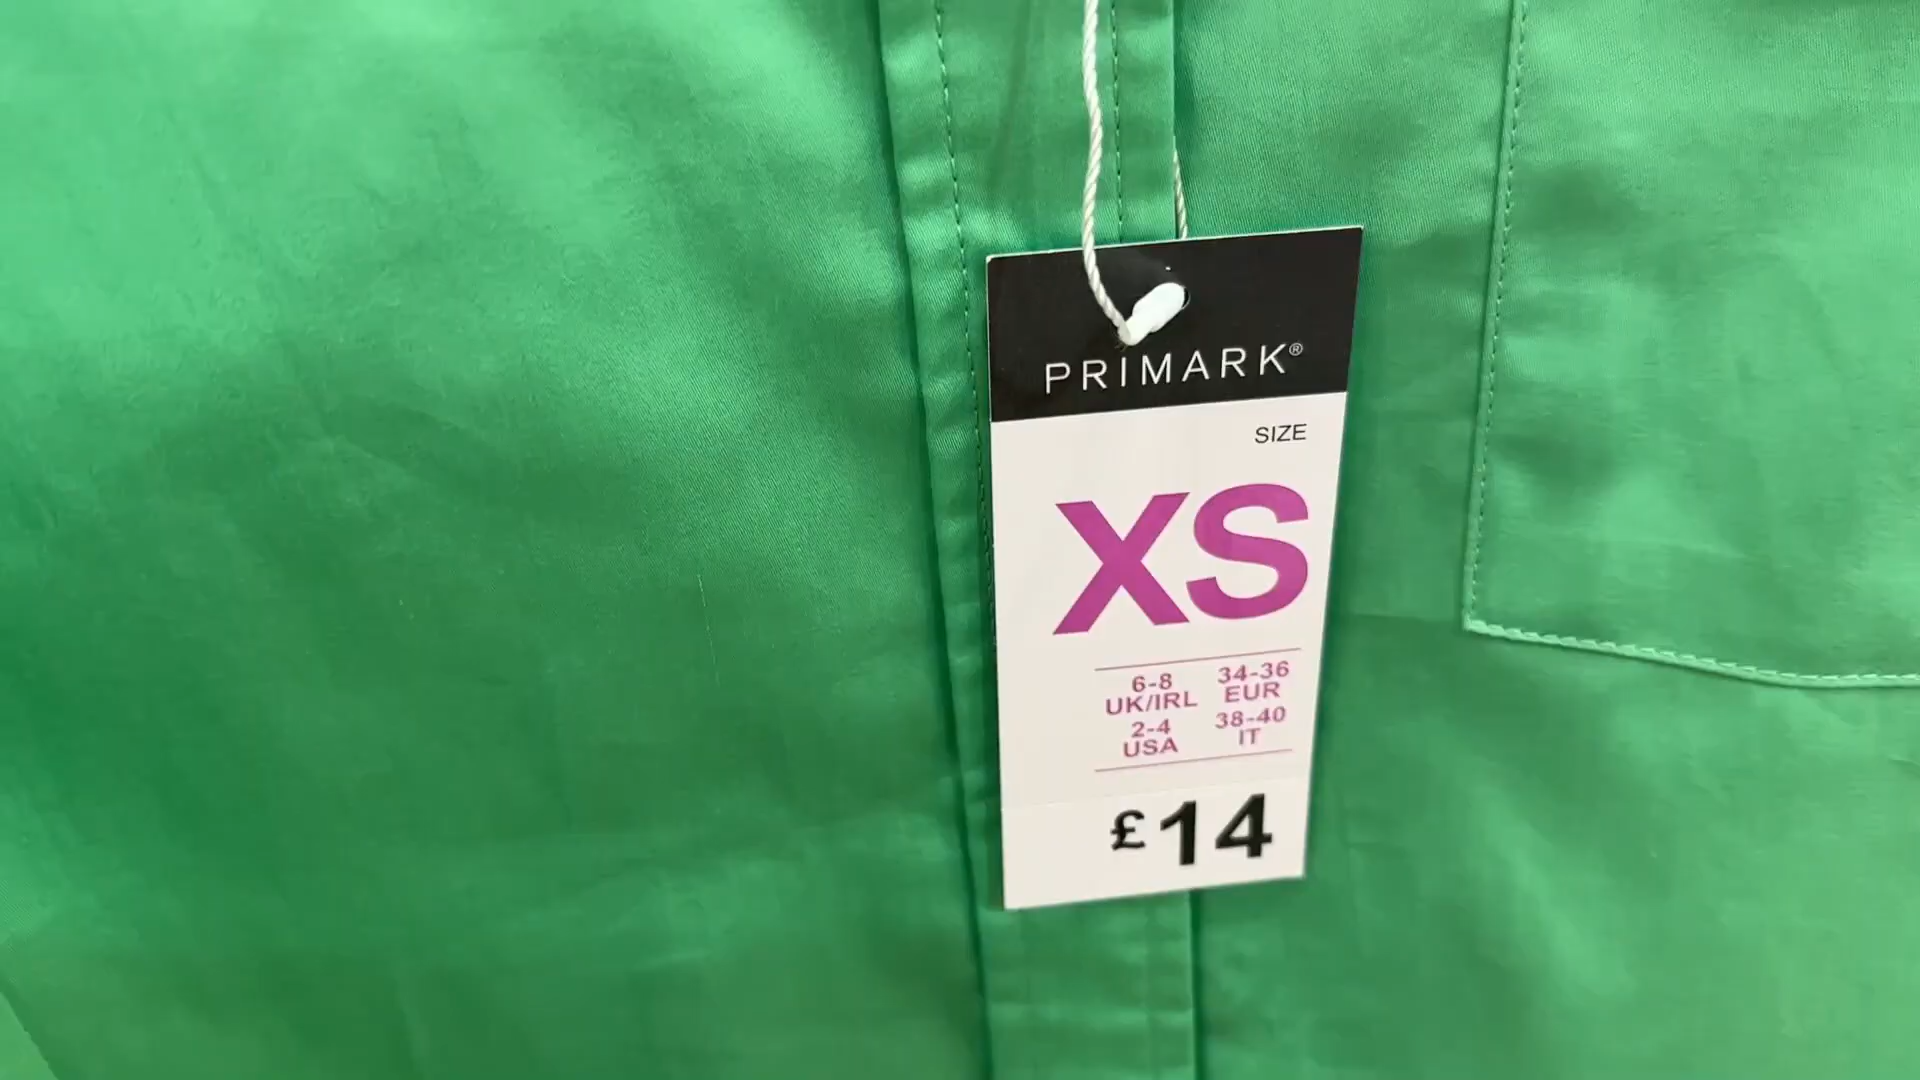 PRIMARK®
SIZE
XS
6-8 34-36
UK/IRL EUR
2-4 38-40
USA IT
£14